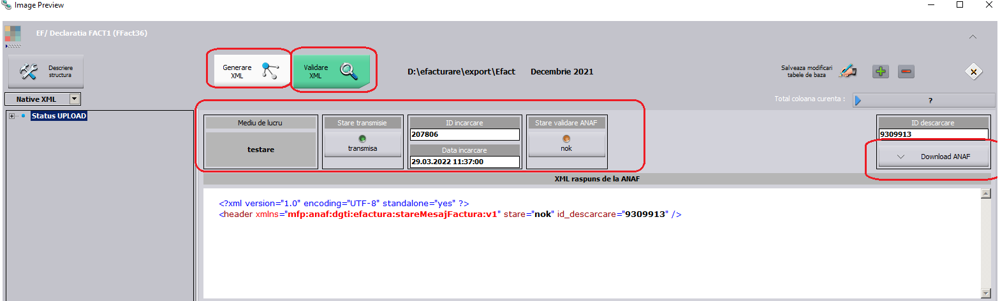 Image Preview
EF/ Declaratia FACT1 (FFact36)
Descriere
structura
Generare
XML
Validare
XML
D:\efacturare\export\Efact Decembrie 2021
Salveaza modificari
tabele de baza
Native XML
Total coloana curenta : ?
Status UPLOAD
Mediu de lucru
testare
Stare transmisie
transmisa
ID incarcare
207806
Data incarcare
29.03.2022 11:37:00
Stare validare ANAF
nok
ID descarcare
9309913
Download ANAF
XML raspuns de la ANAF
<?xml version="1.0" encoding="UTF-8" standalone="yes" ?>
<header xmlns="mfp:anaf:dgti:efactura:stareMesajFactura:v1" stare="nok" id_descarcare="9309913" />